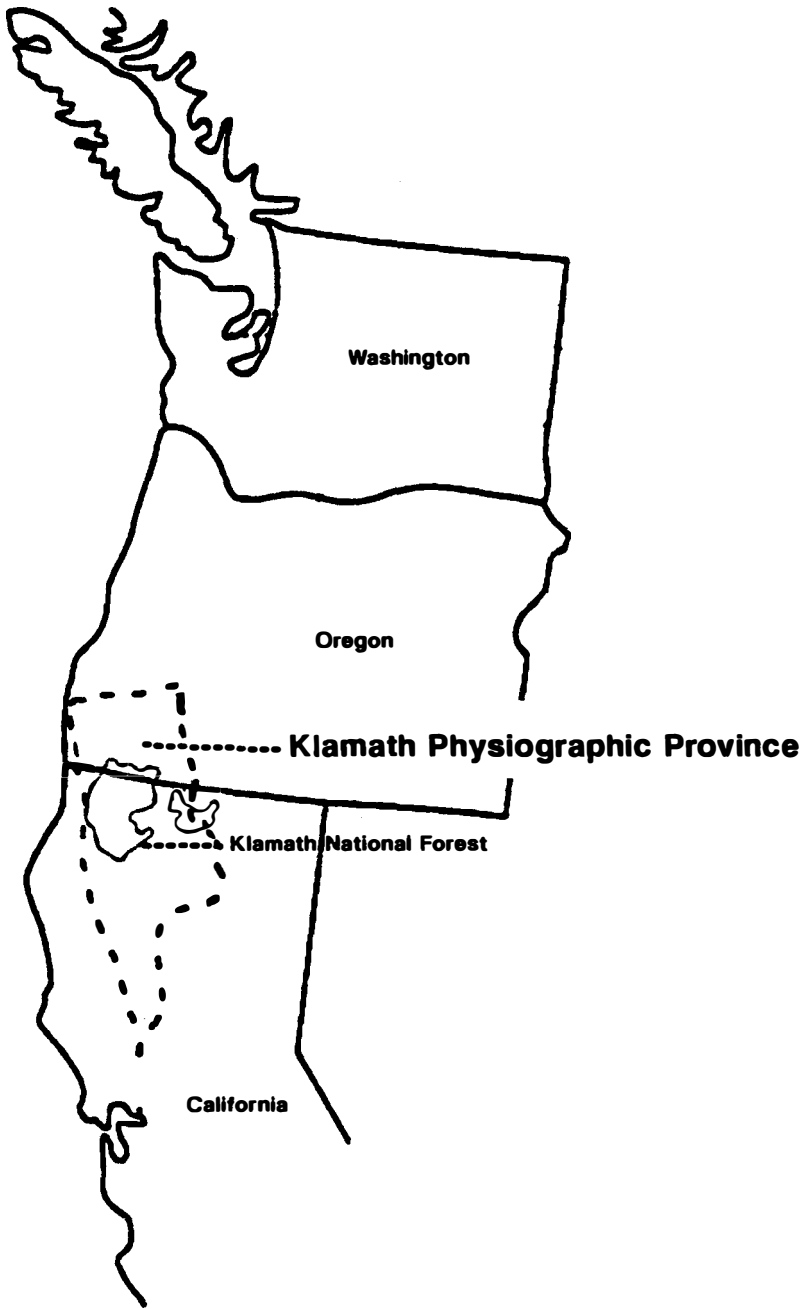 Washington
Oregon
Klamath Physiographic Province
Klamath National Forest
California